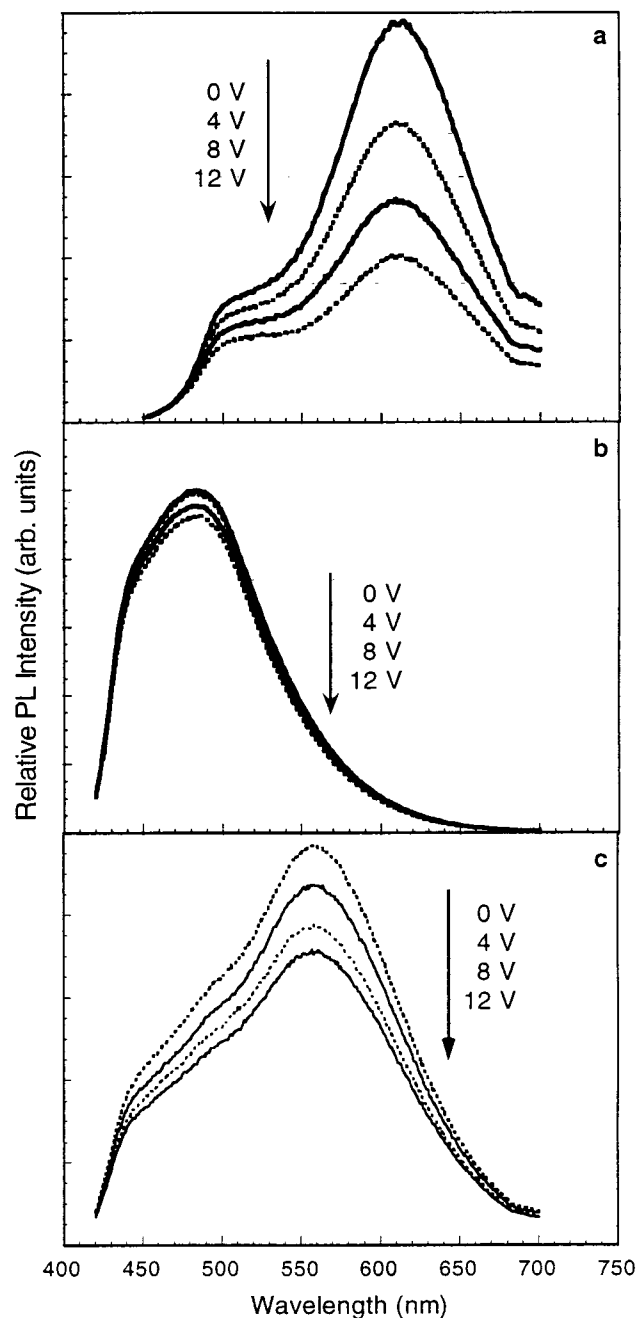 a
0 V
4 V
8 V
12 V
b
0 V
4 V
8 V
12 V
c
0 V
4 V
8 V
12 V
Relative PL Intensity (arb. units)
400 450 500 550 600 650 700 750
Wavelength (nm)